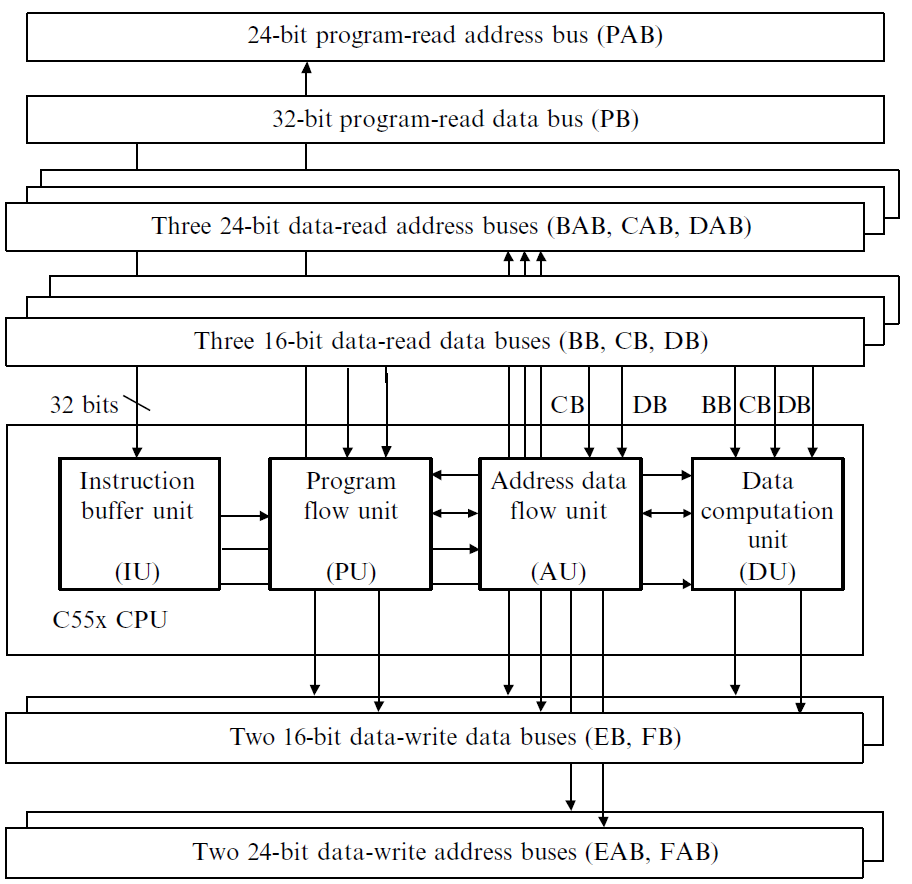 24-bit program-read address bus (PAB)
32-bit program-read data bus (PB)
Three 24-bit data-read address buses (BAB, CAB, DAB)
Three 16-bit data-read data buses (BB, CB, DB)
32 bits
CB
DB
BB
CB
DB
Instruction
buffer unit
(IU)
Program
flow unit
(PU)
Address data
flow unit
(AU)
Data
computation
unit
(DU)
C55x CPU
Two 16-bit data-write data buses (EB, FB)
Two 24-bit data-write address buses (EAB, FAB)